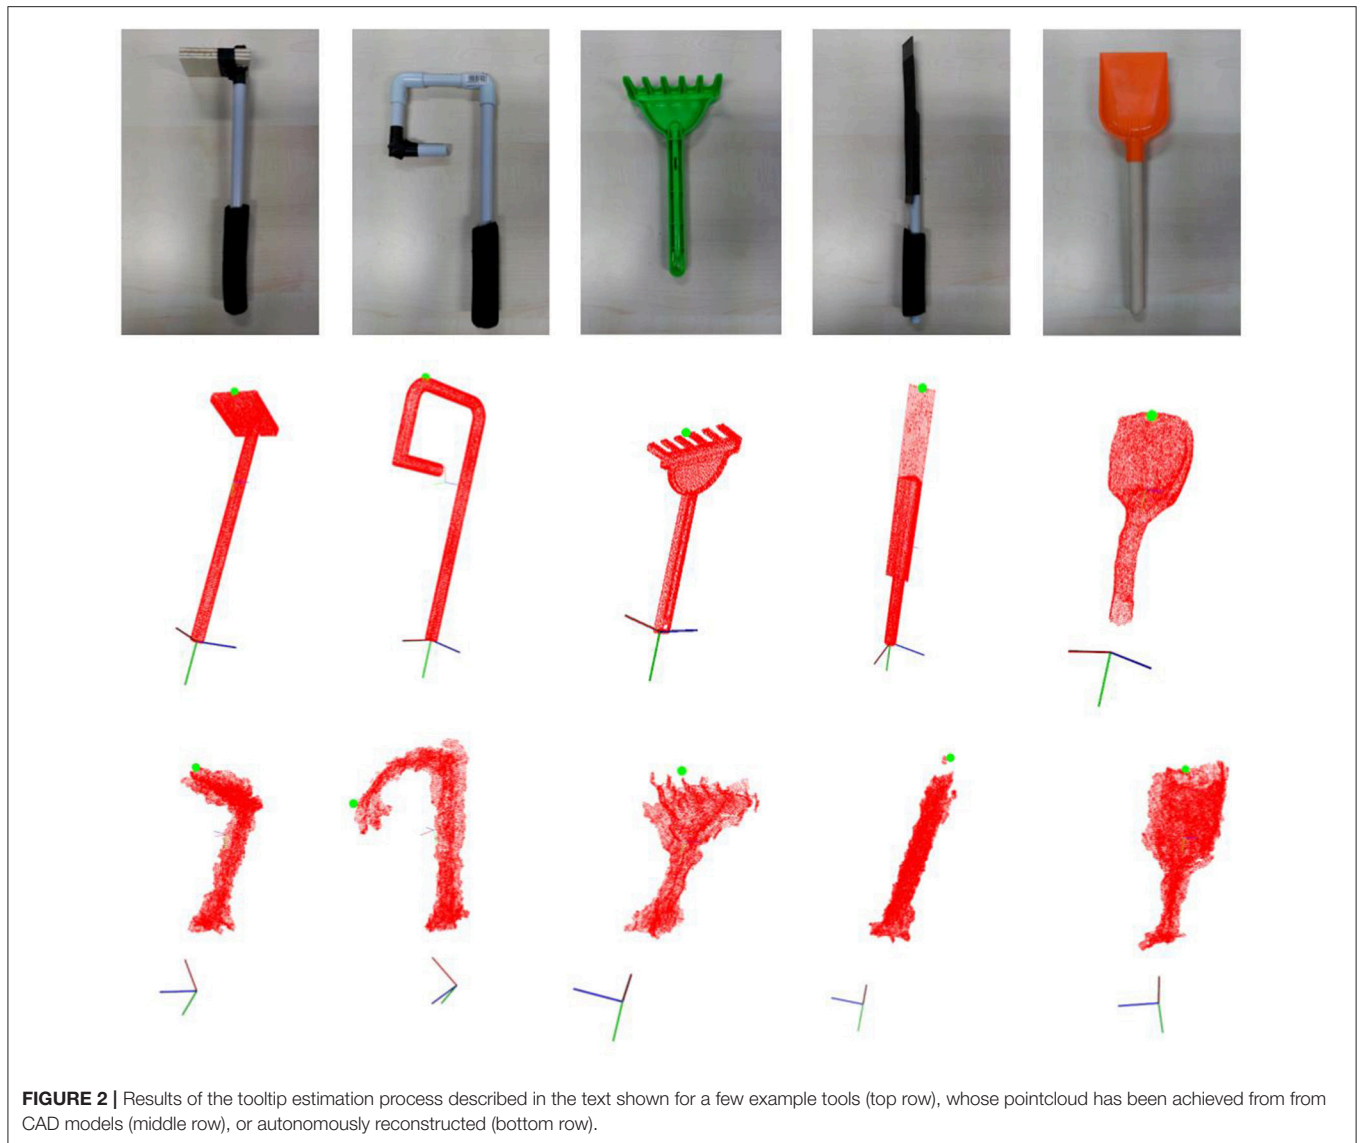 FIGURE 2 | Results of the tooltip estimation process described in the text shown for a few example tools (top row), whose pointcloud has been achieved from from
CAD models (middle row), or autonomously reconstructed (bottom row).